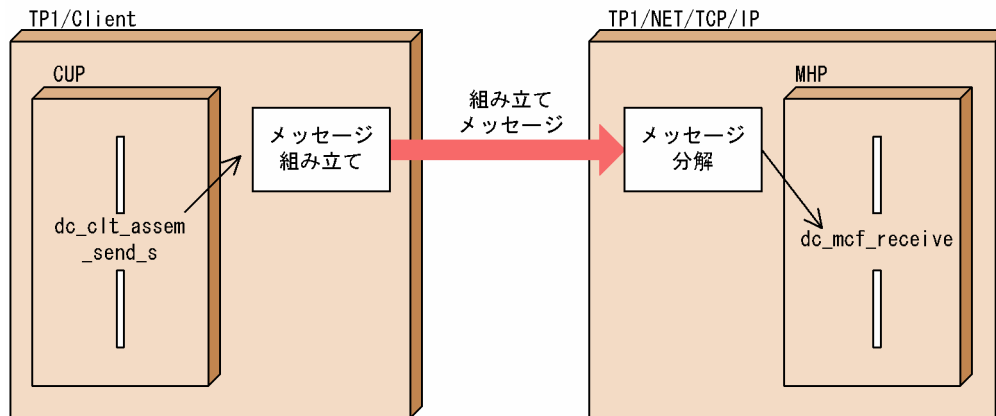 TP1/Client
TP1/NET/TCP/IP
CUP
MHP
組み立て
メッセージ
メッセージ
組み立て
メッセージ
分解
dc_clt_assem
_send_s
dc_mcf_receive